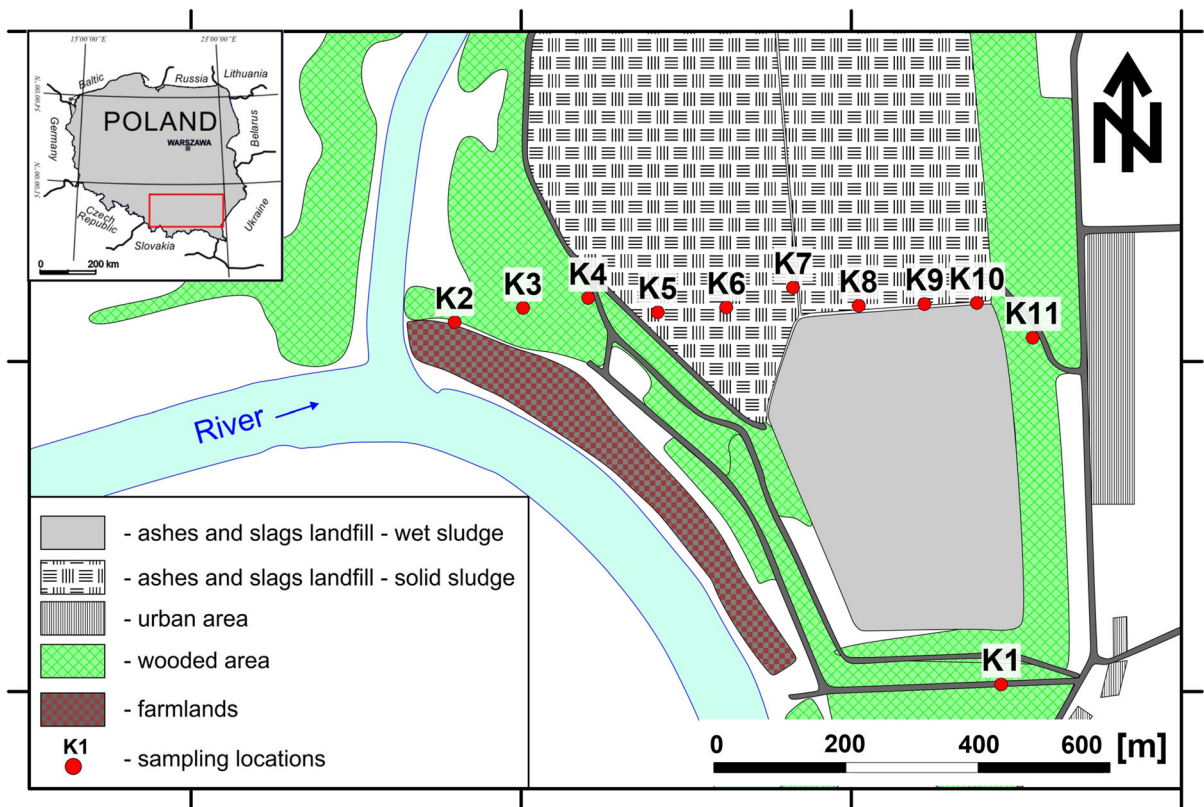 15°00'00"E
23°00'00"E
N„00'00°54
N„00'00°51
Baltic
Russia
Lithuania
POLAND
WARSZAWA
Germany
Belarus
Czech
Republic
Slovakia
Ukraine
0 200 km
N
K2
K3
K4
K5
K6
K7
K8
K9
K10
K11
River
K1
- ashes and slags landfill - wet sludge
- ashes and slags landfill - solid sludge
- urban area
- wooded area
- farmlands
K1
- sampling locations
0 200 400 600 [m]